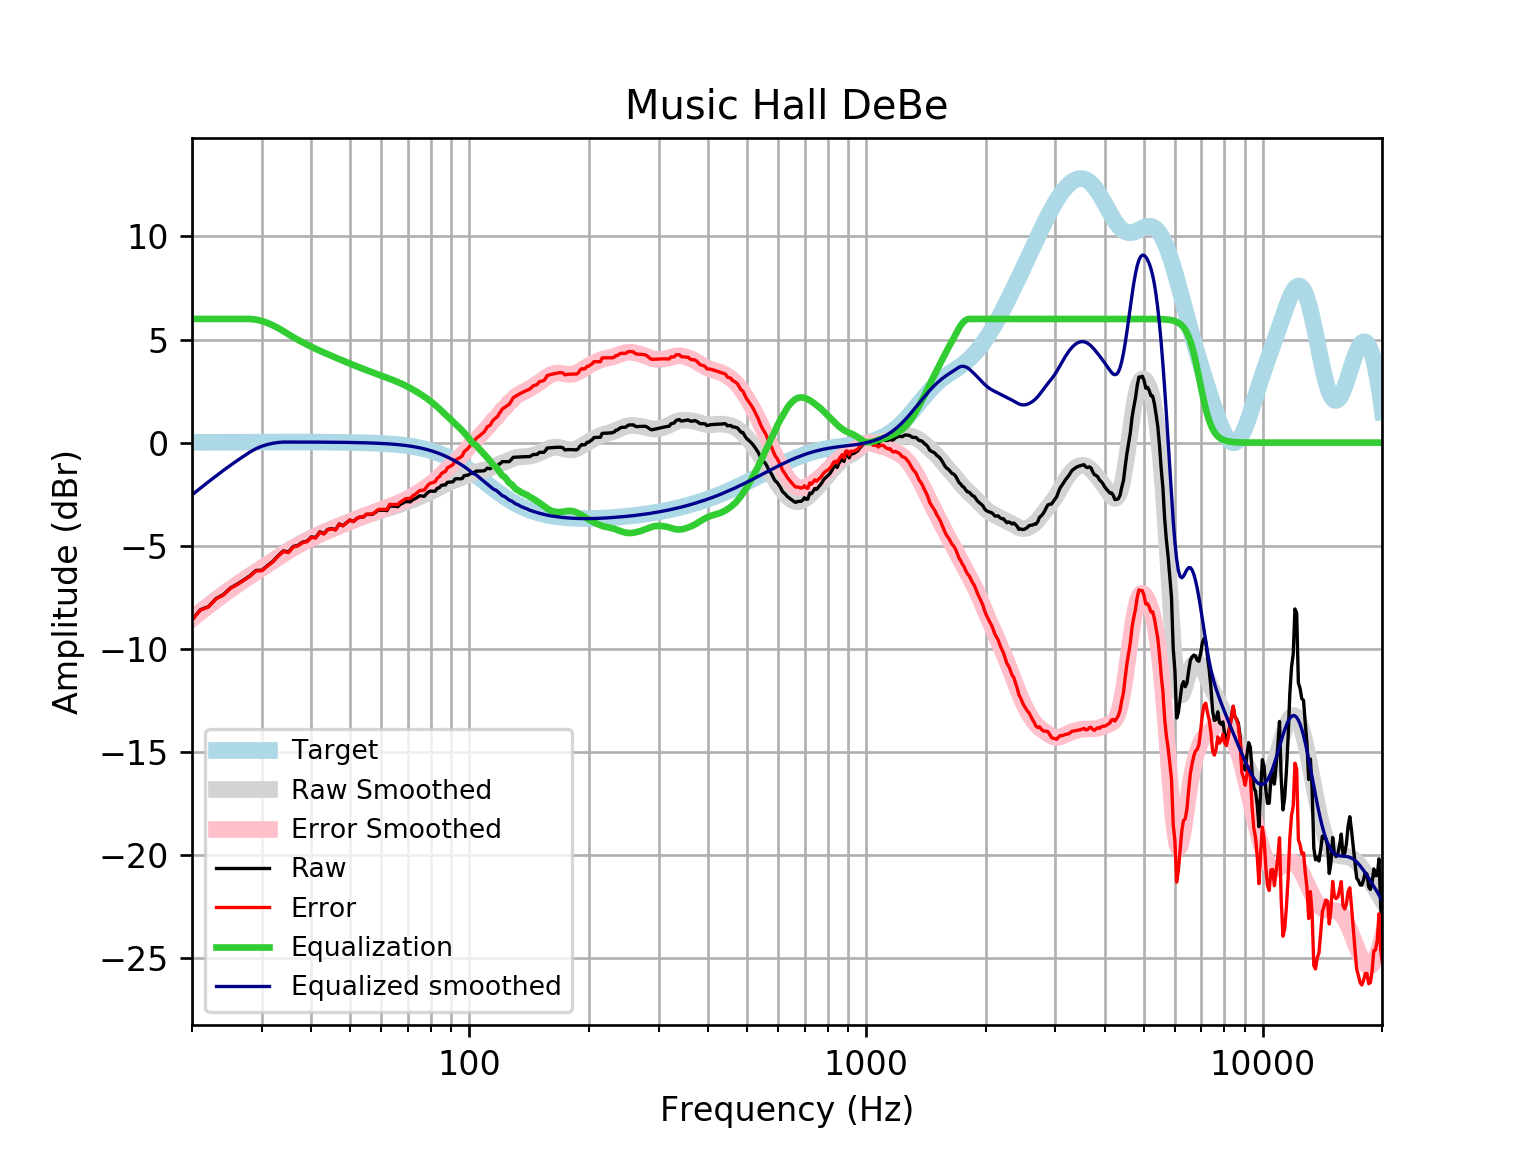 Music Hall DeBe
10
5
0
−5
−10
−15
−20
−25
Amplitude (dBr)
Target
Raw Smoothed
Error Smoothed
Raw
Error
Equalization
Equalized smoothed
100
1000
10000
Frequency (Hz)